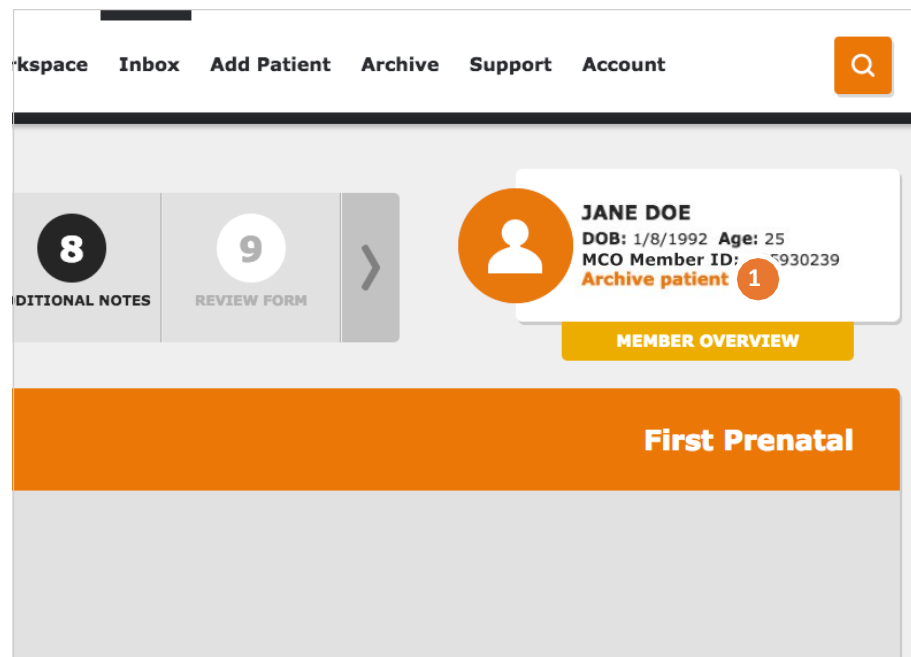 rkspace Inbox Add Patient Archive Support Account
8
DITIONAL NOTES
9
REVIEW FORM
JANE DOE
DOB: 1/8/1992 Age: 25
MCO Member ID: 5930239
Archive patient 1
MEMBER OVERVIEW
First Prenatal